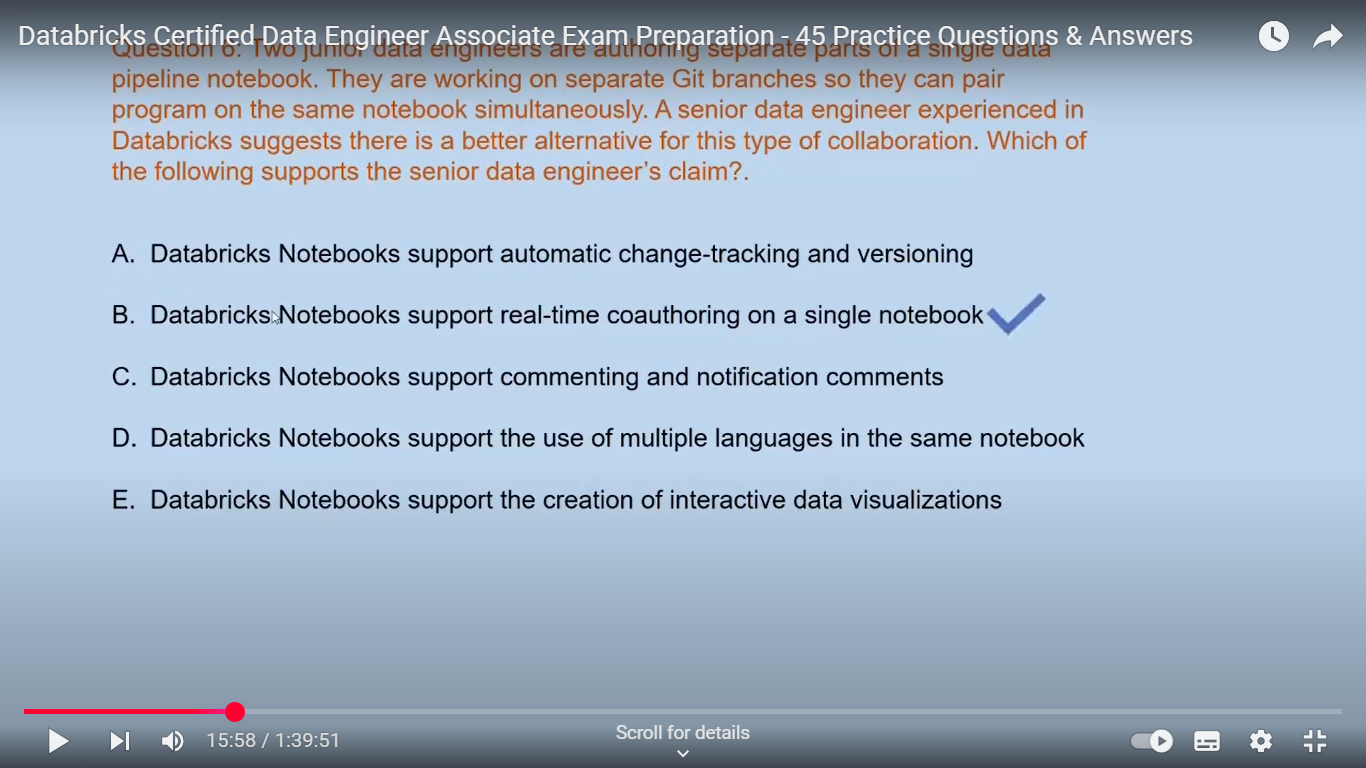 Databricks Certified Data Engineer Associate Exam Preparation - 45 Practice Questions & Answers
Question 6: Two junior data engineers are authoring separate parts of a single data
pipeline notebook. They are working on separate Git branches so they can pair
program on the same notebook simultaneously. A senior data engineer experienced in
Databricks suggests there is a better alternative for this type of collaboration. Which of
the following supports the senior data engineer’s claim?.
A. Databricks Notebooks support automatic change-tracking and versioning
B. Databricks Notebooks support real-time coauthoring on a single notebook
C. Databricks Notebooks support commenting and notification comments
D. Databricks Notebooks support the use of multiple languages in the same notebook
E. Databricks Notebooks support the creation of interactive data visualizations
Scroll for details
15:58 / 1:39:51